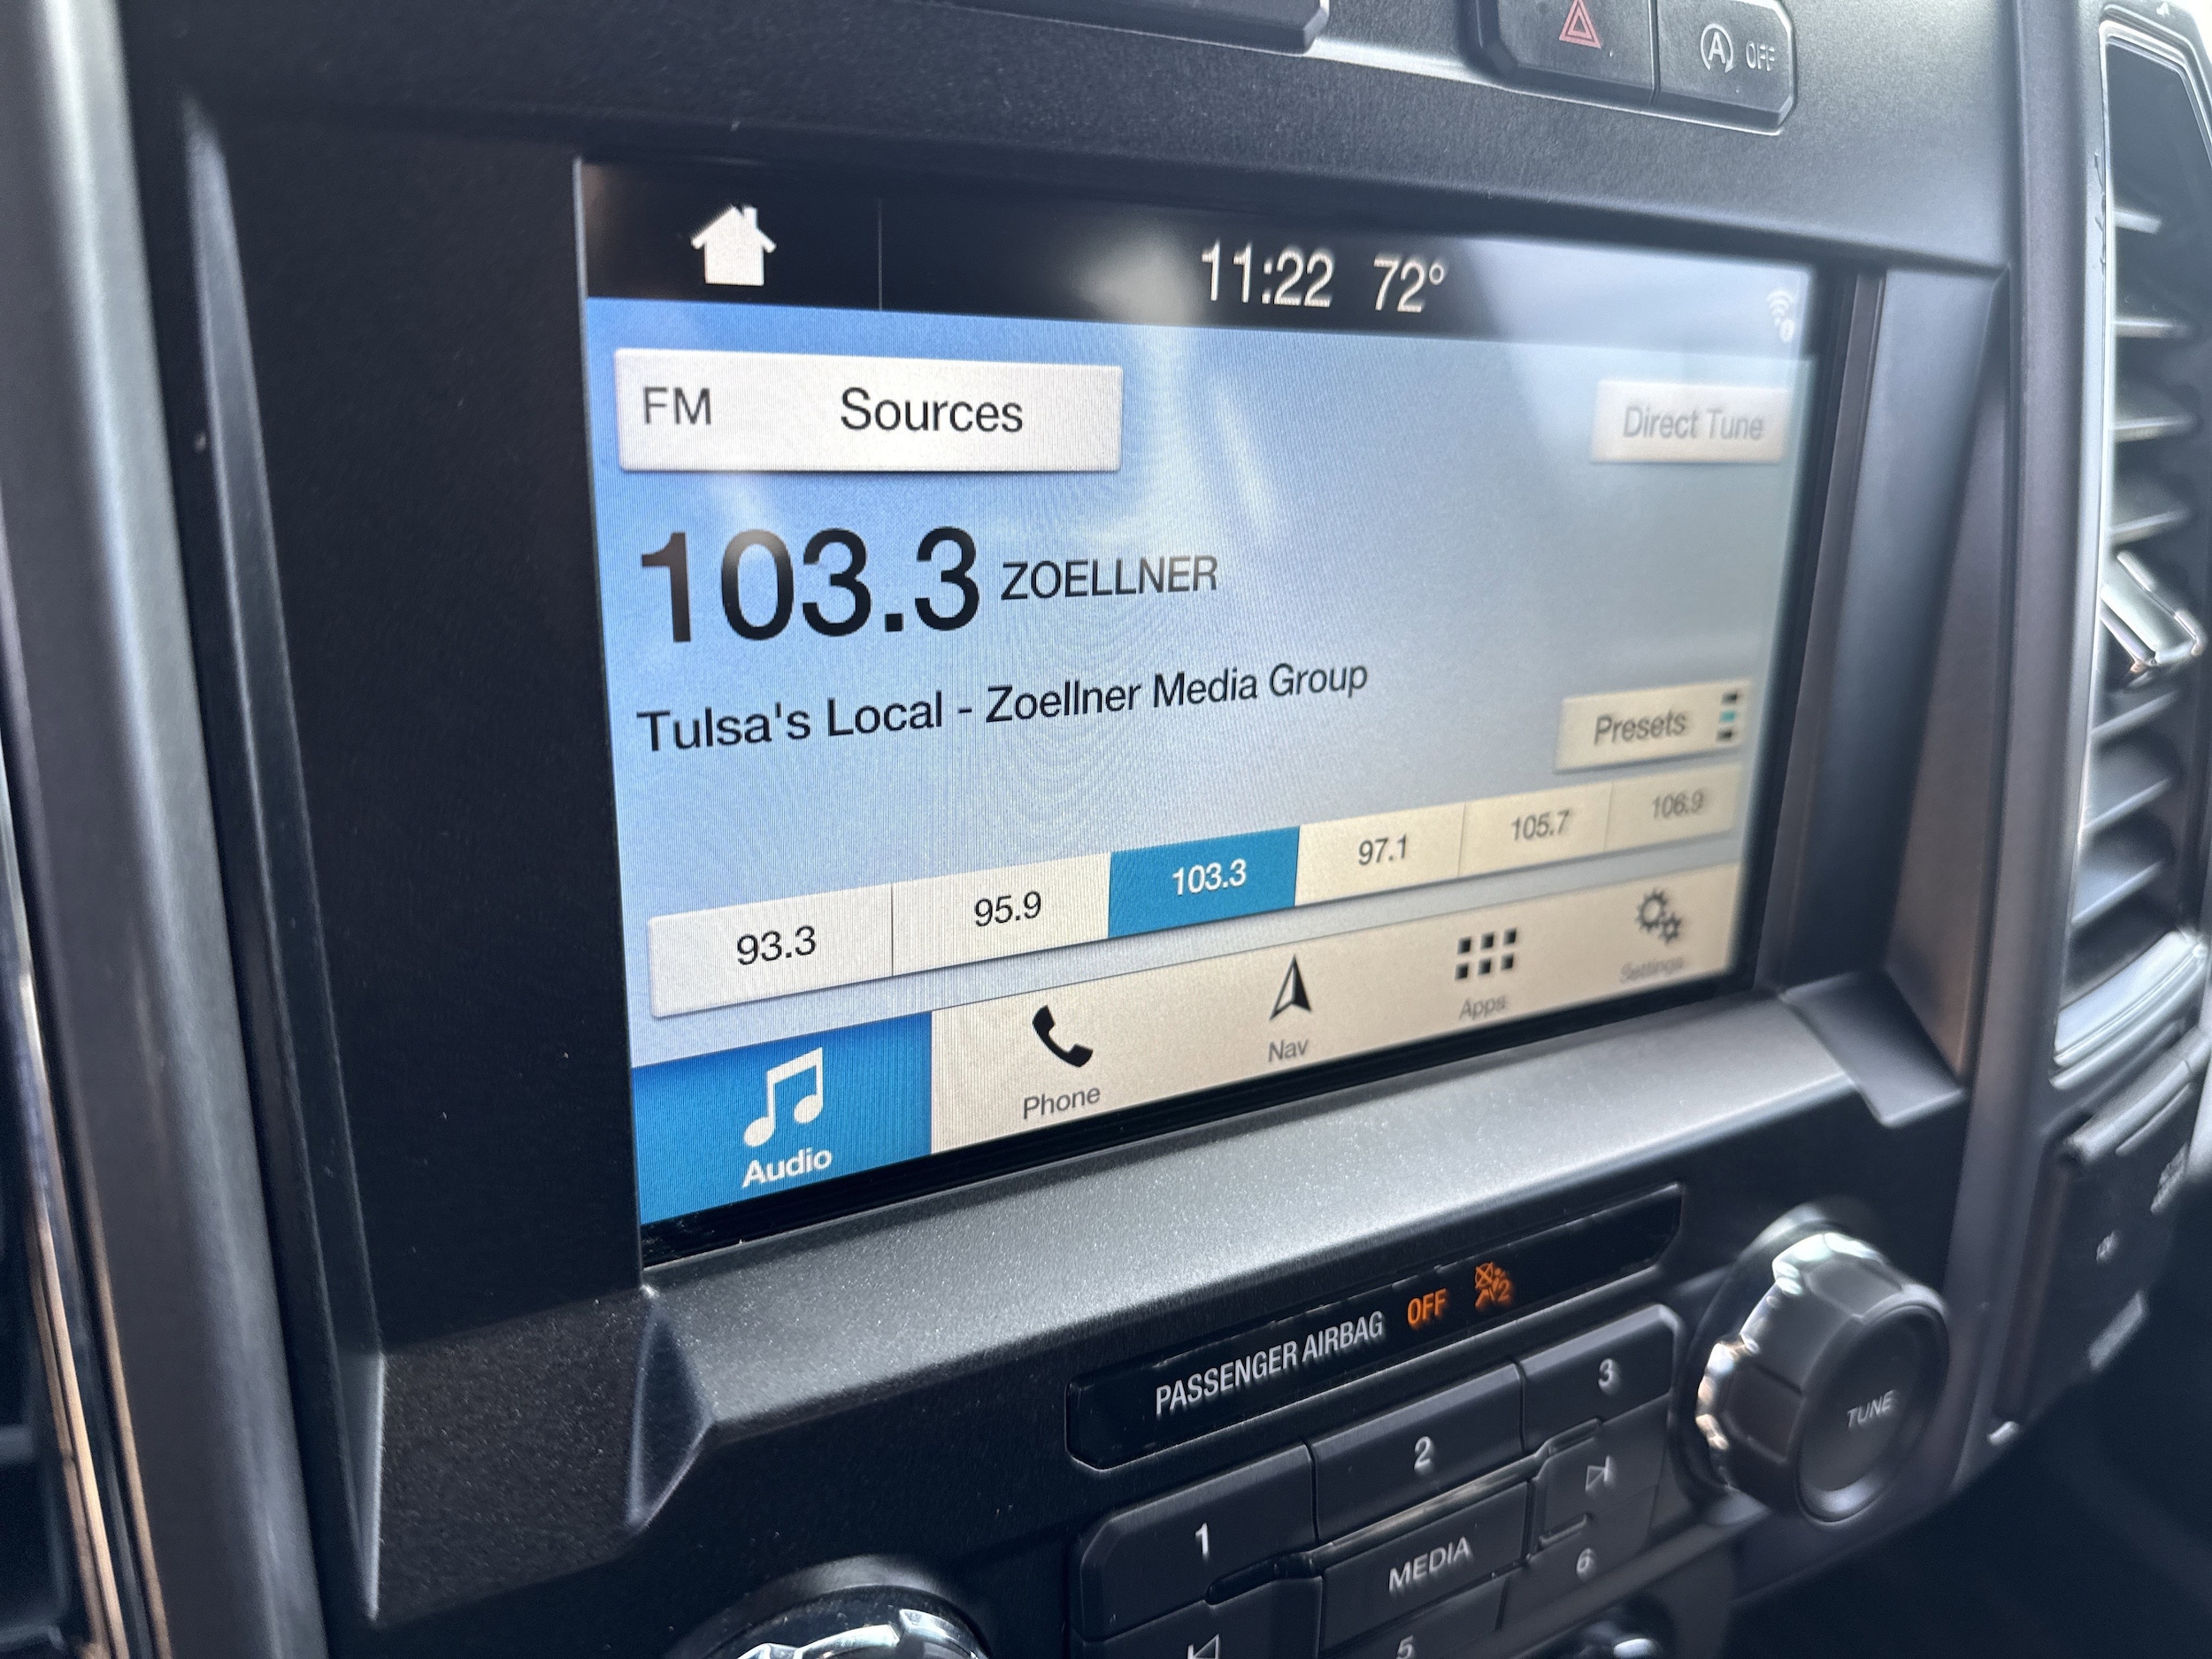 A OFF
11:22 72°
FM Sources
Direct Tune
103.3 ZOELLNER
Tulsa's Local - Zoellner Media Group
Presets
93.3 95.9 103.3 97.1 105.7 106.9
Audio Phone Nav Apps Settings
PASSENGER AIRBAG OFF 2
1 2 3
TUNE
MEDIA
5 6